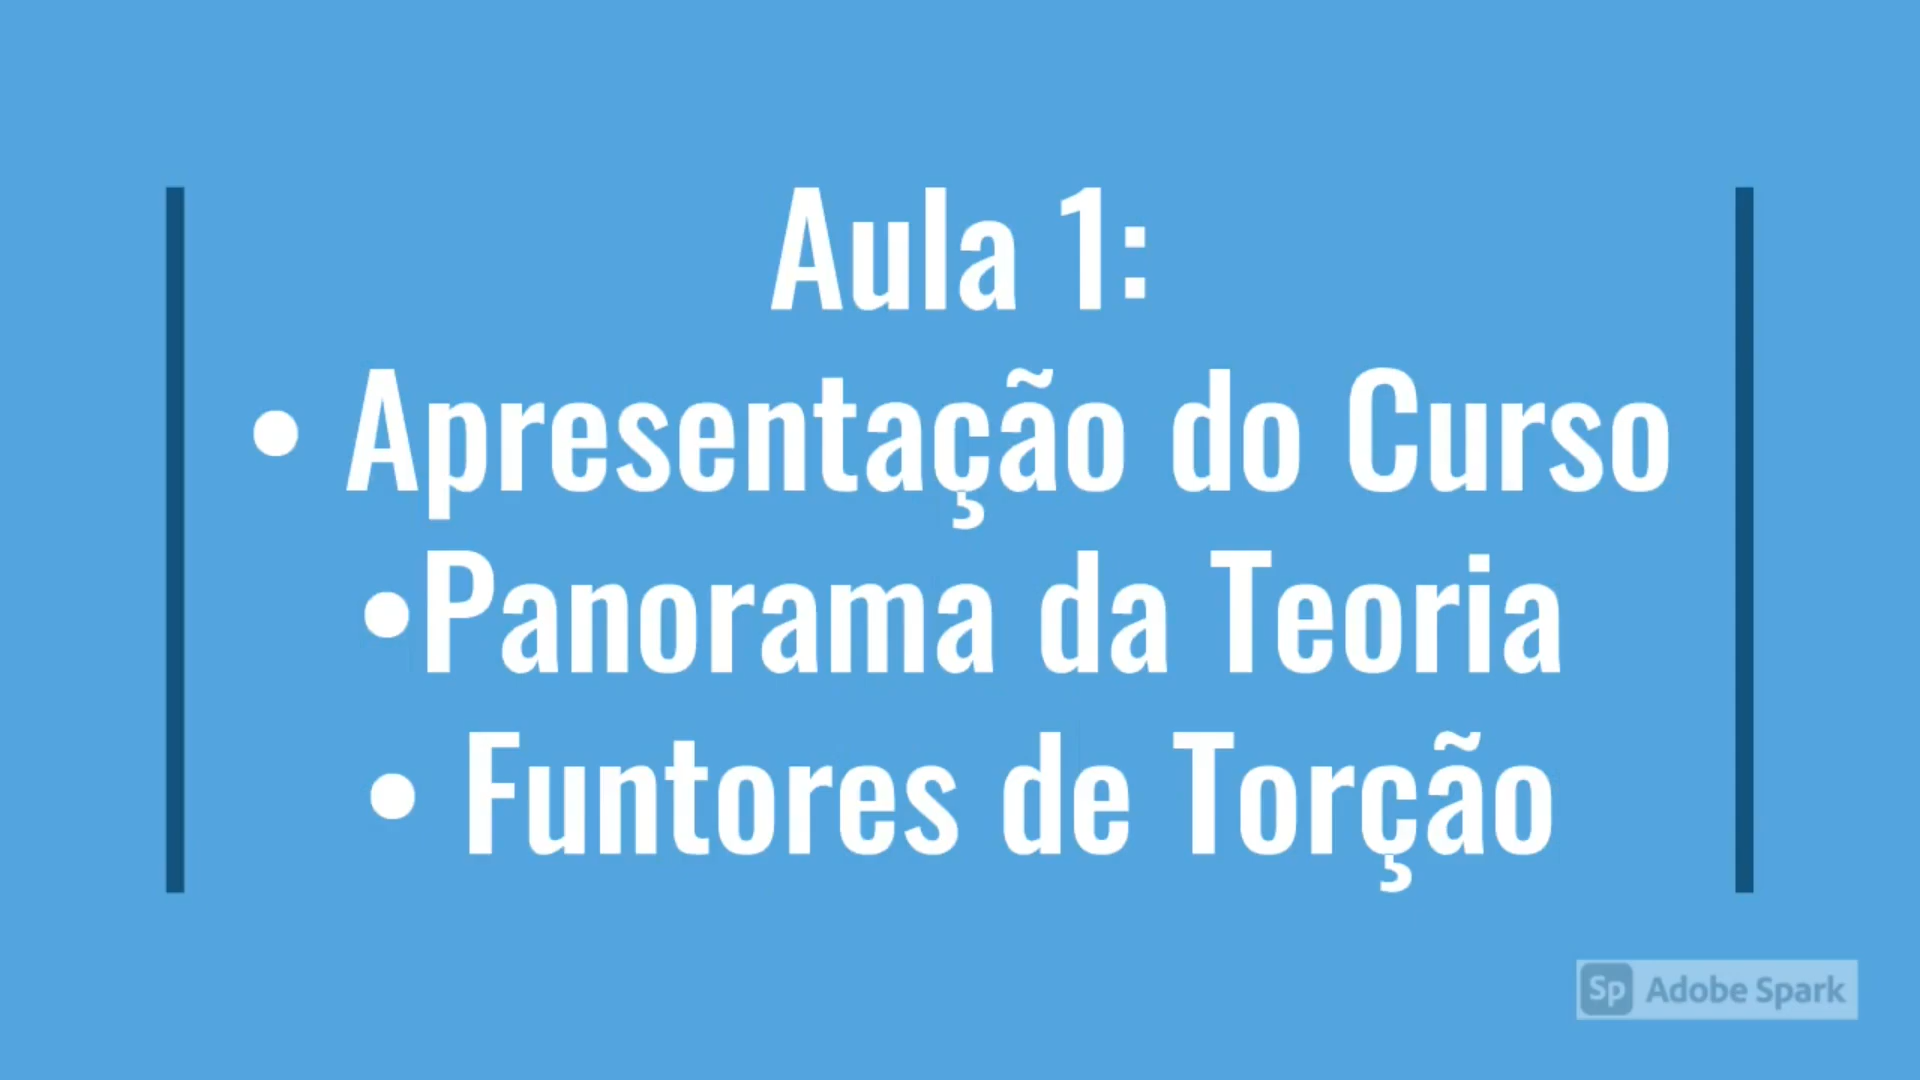 Aula 1:
• Apresentação do Curso
•Panorama da Teoria
• Funtores de Torção
Sp Adobe Spark